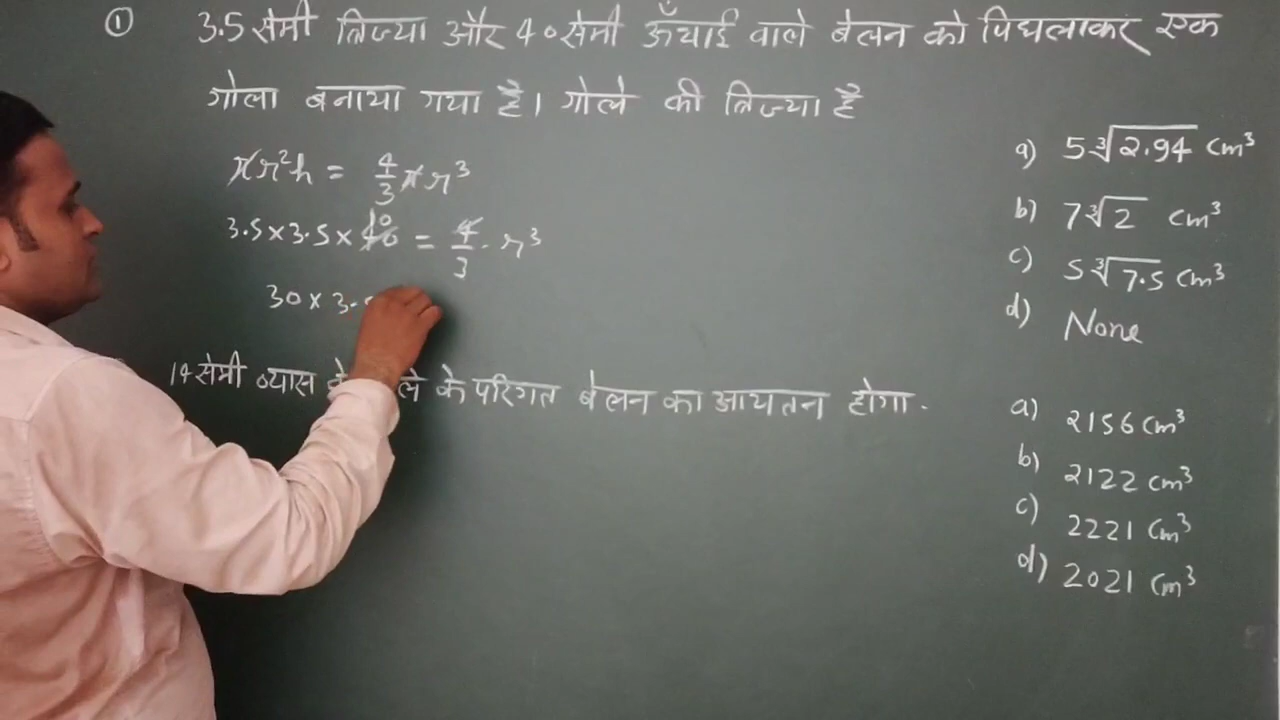 ① 3.5 सेमी त्रिज्या और 40 सेमी ऊँचाई वाले बेलन को पिघलाकर एक
गोला बनाया गया है। गोले की त्रिज्या है
πr²h = 4/3 πr³
3.5 × 3.5 × 40 10 = 4/3 · r³
30 × 3.
a) 5∛2.94 cm³
b) 7∛2 cm³
c) 5∛7.5 cm³
d) None
14 सेमी व्यास के परिगत बेलन का आयतन होगा -
a) 2156 cm³
b) 2122 cm³
c) 2221 cm³
d) 2021 cm³